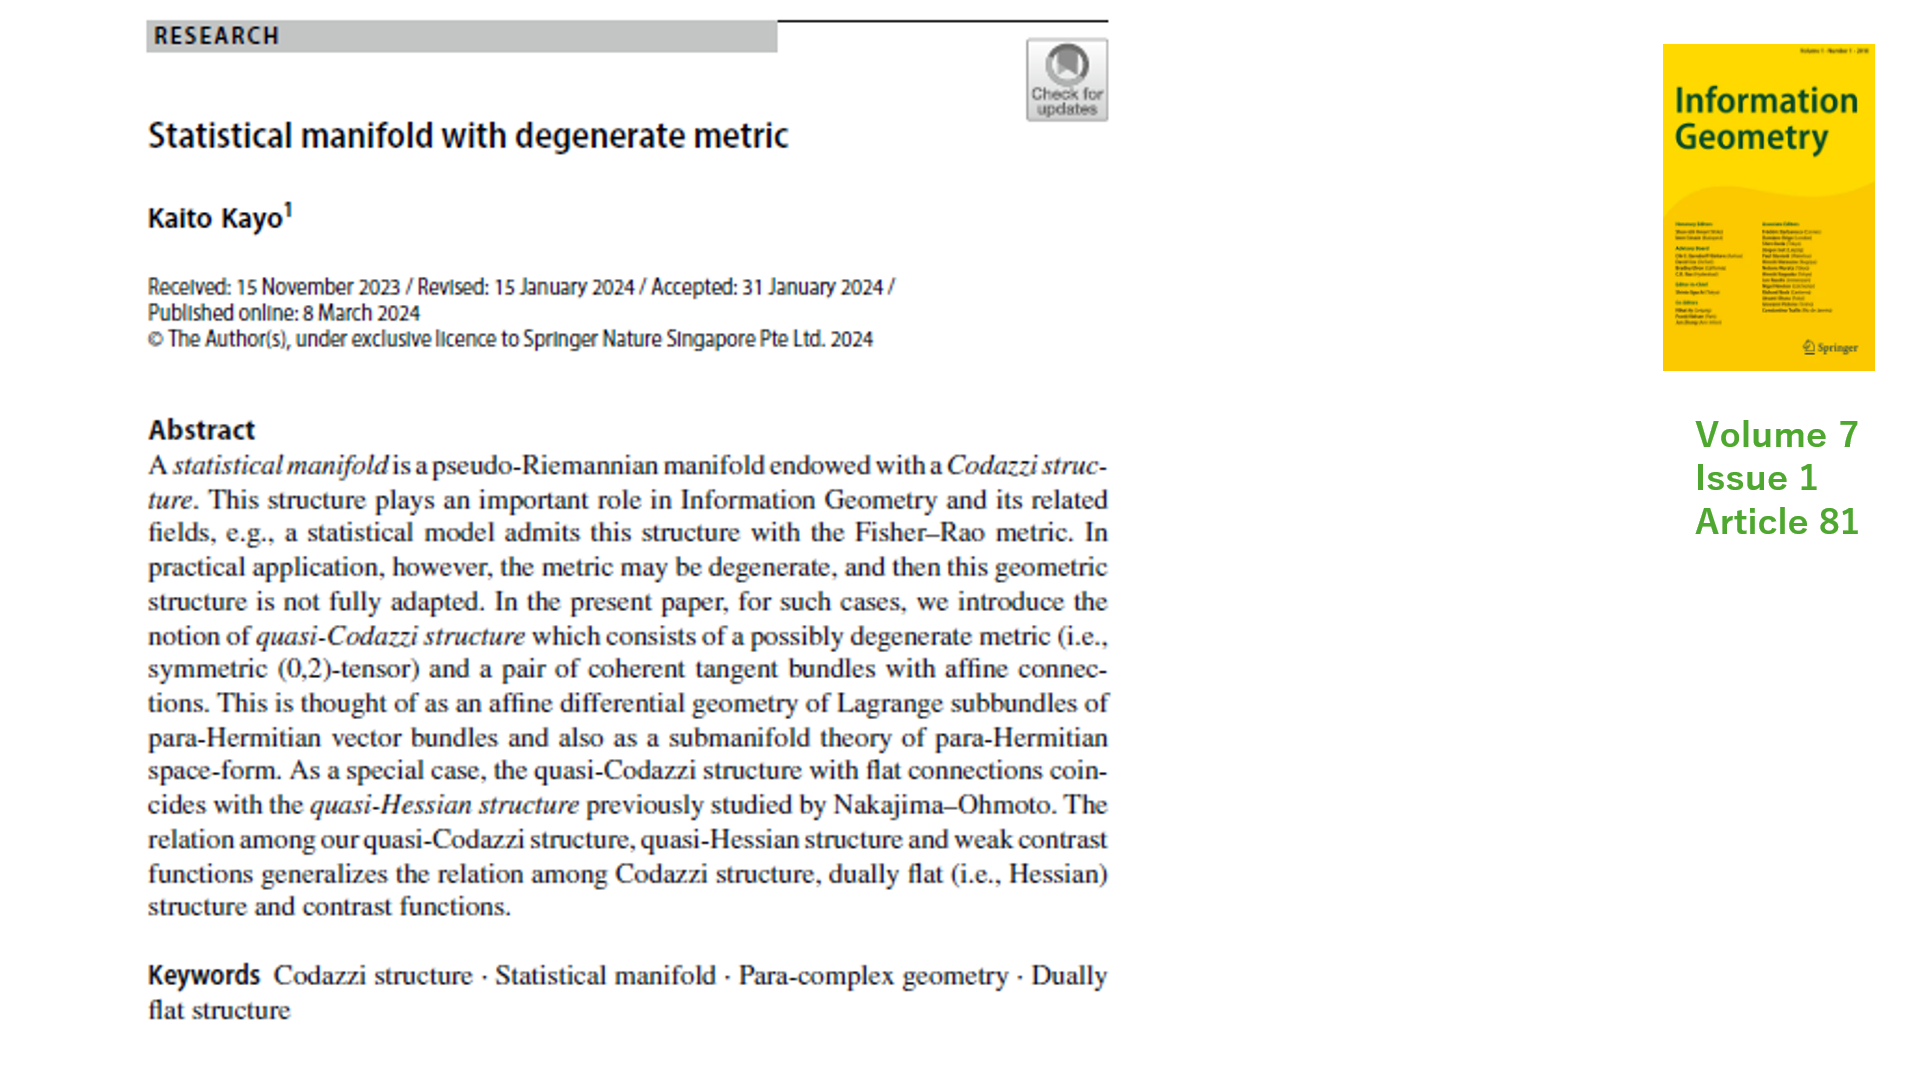 RESEARCH
Check for
updates
Statistical manifold with degenerate metric
Kaito Kayo1
Received: 15 November 2023 / Revised: 15 January 2024 / Accepted: 31 January 2024 /
Published online: 8 March 2024
© The Author(s), under exclusive licence to Springer Nature Singapore Pte Ltd. 2024
Abstract
A statistical manifold is a pseudo-Riemannian manifold endowed with a Codazzi struc-
ture. This structure plays an important role in Information Geometry and its related
fields, e.g., a statistical model admits this structure with the Fisher–Rao metric. In
practical application, however, the metric may be degenerate, and then this geometric
structure is not fully adapted. In the present paper, for such cases, we introduce the
notion of quasi-Codazzi structure which consists of a possibly degenerate metric (i.e.,
symmetric (0,2)-tensor) and a pair of coherent tangent bundles with affine connec-
tions. This is thought of as an affine differential geometry of Lagrange subbundles of
para-Hermitian vector bundles and also as a submanifold theory of para-Hermitian
space-form. As a special case, the quasi-Codazzi structure with flat connections coin-
cides with the quasi-Hessian structure previously studied by Nakajima–Ohmoto. The
relation among our quasi-Codazzi structure, quasi-Hessian structure and weak contrast
functions generalizes the relation among Codazzi structure, dually flat (i.e., Hessian)
structure and contrast functions.
Keywords Codazzi structure · Statistical manifold · Para-complex geometry · Dually
flat structure
Volume 1 · Number 1 · 2018
Information
Geometry
Springer
Volume 7
Issue 1
Article 81